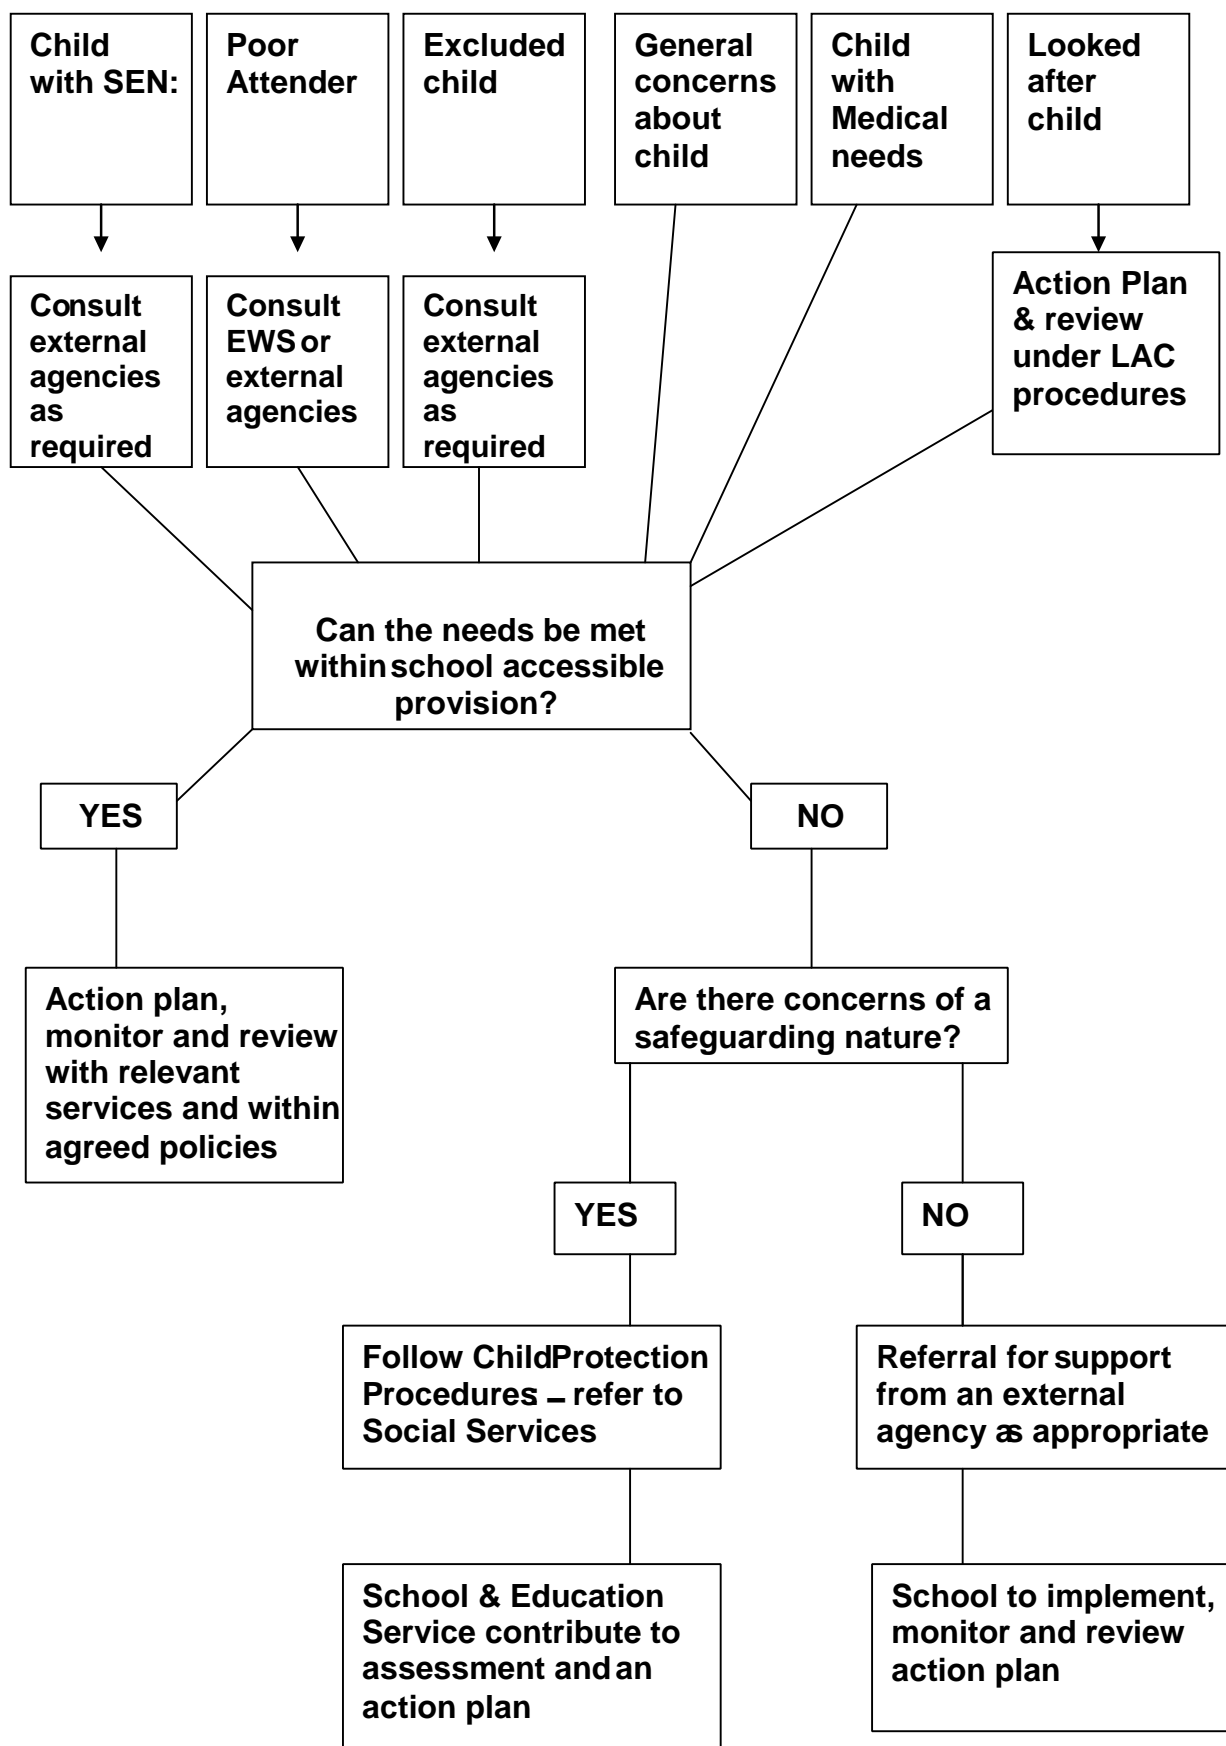 Child
with SEN:
Poor
Attender
Excluded
child
General
concerns
about
child
Child
with
Medical
needs
Looked
after
child
Consult
external
agencies
as
required
Consult
EWS or
external
agencies
Consult
external
agencies
as
required
Action Plan
& review
under LAC
procedures
Can the needs be met
within school accessible
provision?
YES
NO
Action plan,
monitor and review
with relevant
services and within
agreed policies
Are there concerns of a
safeguarding nature?
YES
NO
Follow Child Protection
Procedures: – refer to
Social Services
Referral for support
from an external
agency as appropriate
School & Education
Service contribute to
assessment and an
action plan
School to implement,
monitor and review
action plan